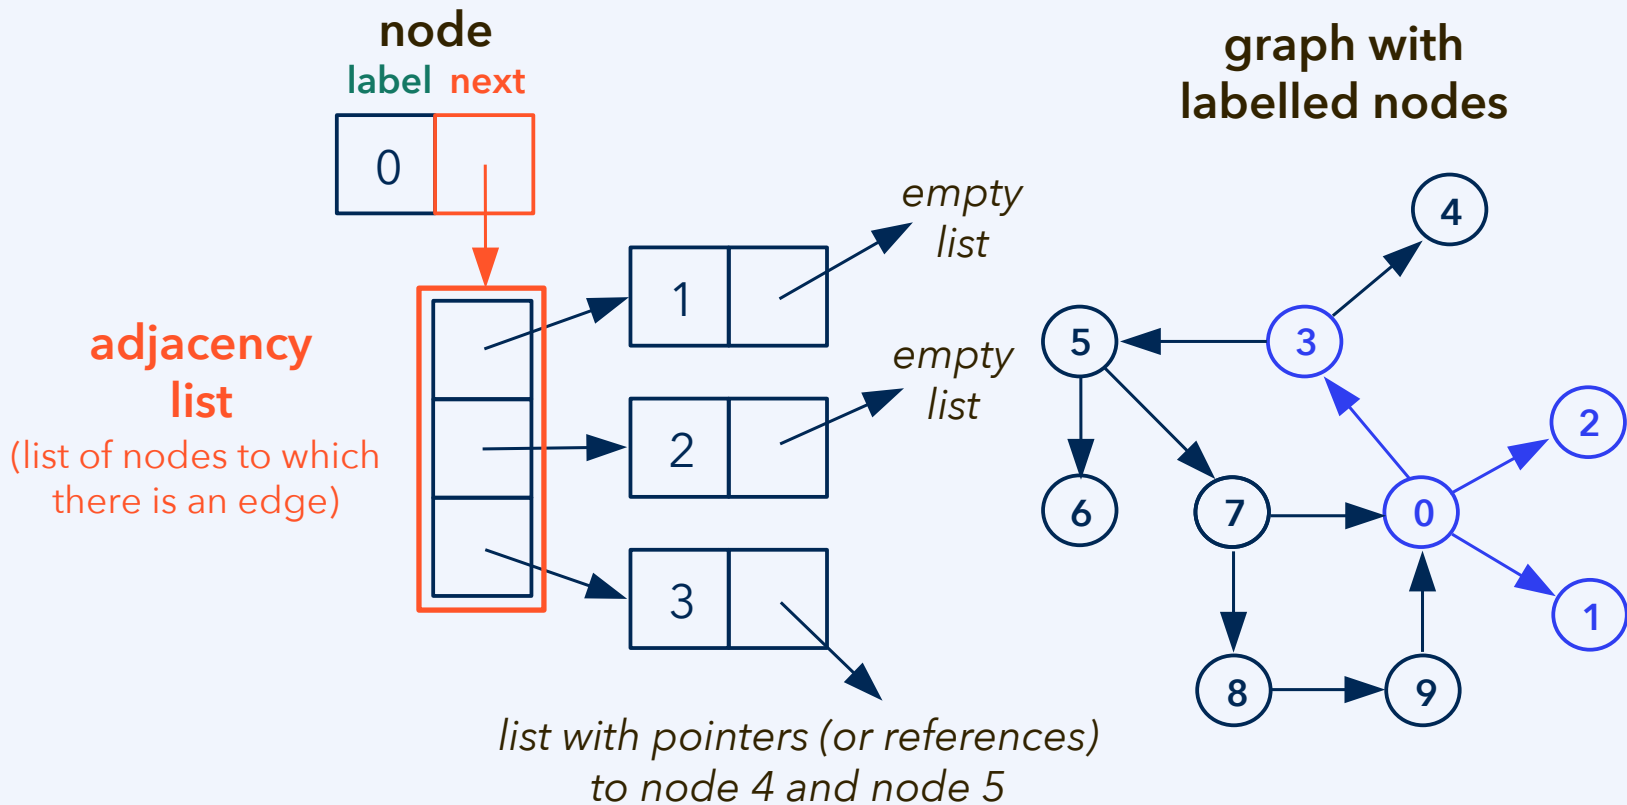 node
label next
0
adjacency
list
(list of nodes to which
there is an edge)
1
empty
list
2
empty
list
3
list with pointers (or references)
to node 4 and node 5
graph with
labelled nodes
4
5
3
2
6
7
0
1
8
9